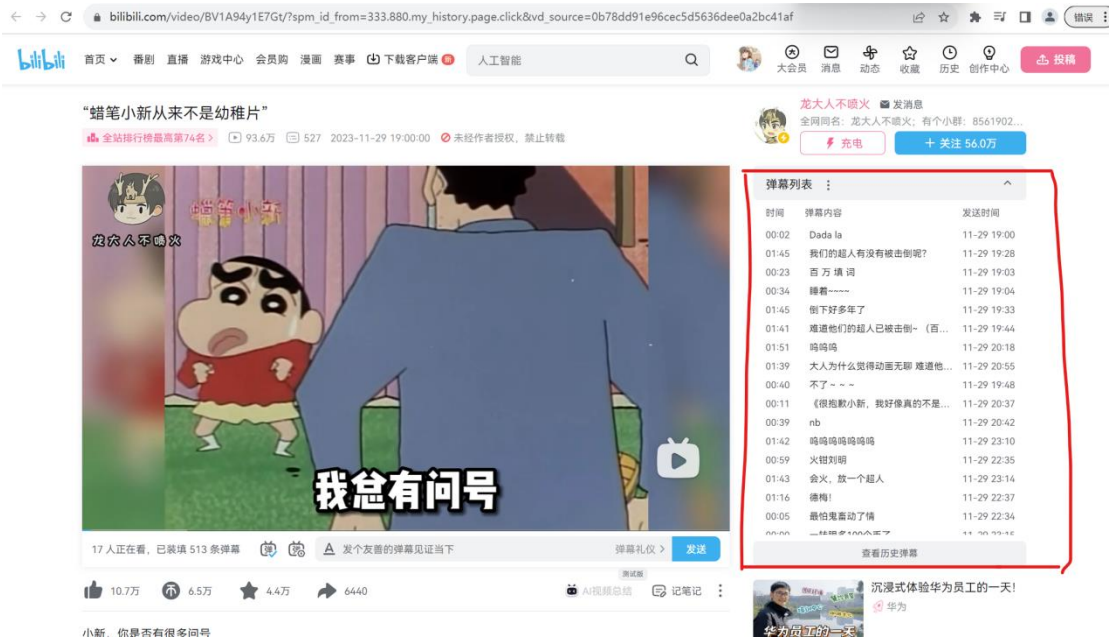 bilibili.com/video/BV1A94y1E7Gt/?spm_id_from=333.880.my_history.page.click&vd_source=0b78dd91e96cec5d5636dee0a2bc41af 错误
bilibili 首页 番剧 直播 游戏中心 会员购 漫画 赛事 下载客户端 人工智能 大会员 消息 动态 收藏 历史 创作中心 投稿
“蜡笔小新从来不是幼稚片”
全站排行榜最高第74名 > 93.6万 527 2023-11-29 19:00:00 未经作者授权，禁止转载
龙大人不喷火 发消息
全网同名：龙大人不喷火；有个小群：8561902...
充电 + 关注 56.0万
蜡笔小新
龙大人不喷火
我总有问号
弹幕列表
时间 弹幕内容 发送时间
00:02 Dada la 11-29 19:00
01:45 我们的超人有没有被击倒呢？ 11-29 19:28
00:23 百 万 填 词 11-29 19:03
00:34 睡着~~~~ 11-29 19:04
01:45 倒下好多年了 11-29 19:33
01:41 难道他们的超人已被击倒~ （百... 11-29 19:44
01:51 呜呜呜 11-29 20:18
01:39 大人为什么觉得动画无聊 难道他... 11-29 20:55
00:40 不了 ~ ~ ~ 11-29 19:48
00:11 《很抱歉小新，我好像真的不是... 11-29 20:37
00:39 nb 11-29 20:42
01:42 呜呜呜呜呜呜呜 11-29 23:10
00:59 火钳刘明 11-29 22:35
01:43 会火，放一个超人 11-29 23:14
01:16 德梅！ 11-29 22:37
00:05 最怕鬼畜动了情 11-29 22:34
查看历史弹幕
17 人正在看，已装填 513 条弹幕 弹 弹 A 发个友善的弹幕见证当下 弹幕礼仪 > 发送
10.7万 6.5万 4.4万 6440 测试版 AI视频总结 记笔记
小新，你是否有很多问号
沉浸式体验华为员工的一天！
华为
华为员工的一天